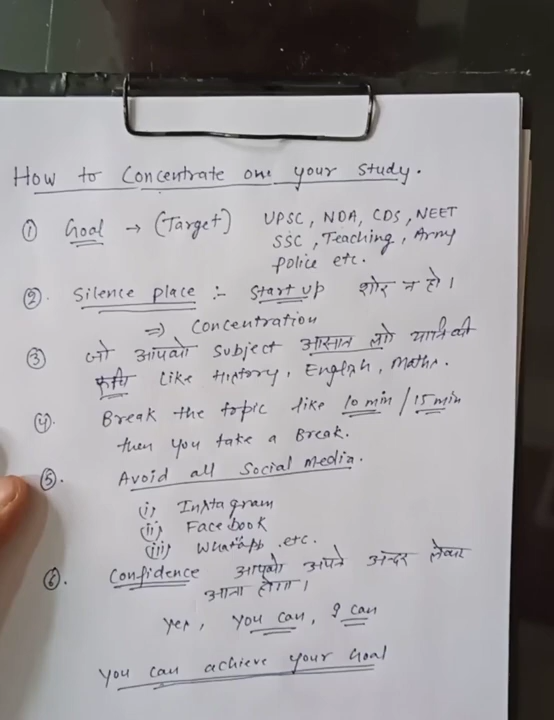 How to Concentrate one your study.
① Goal → (Target) UPSC, NDA, CDS, NEET
SSC, Teaching, Army
police etc.
②. Silence place :- Start up शोर न हो।
⇒ Concentration
③ जो आपको Subject आसान लगे यानि की
रूचि Like History, English, Maths.
④. Break the topic like 10 min / 15 min
then you take a Break.
⑤. Avoid all Social media.
(i) Instagram
(ii) Facebook
(iii) Whatsapp etc.
⑥. Confidence आपको अपने अन्दर लेकर
आना होगा।
Yes, You Can, I can
You can achieve your Goal